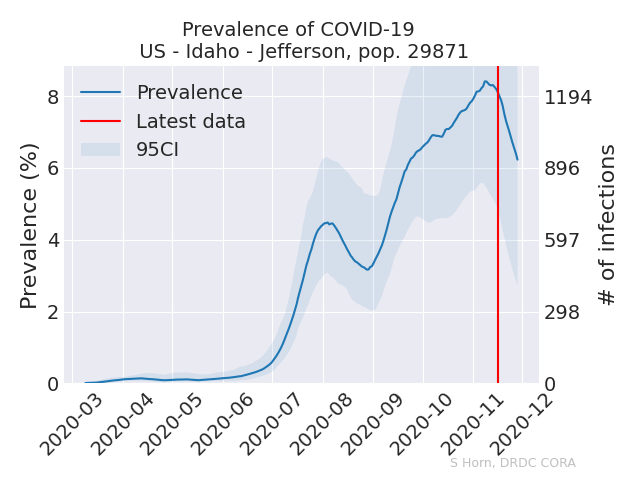 Prevalence of COVID-19
US - Idaho - Jefferson, pop. 29871
Prevalence
Latest data
95CI
Prevalence (%)
8
6
4
2
0
# of infections
1194
896
597
298
0
2020-03
2020-04
2020-05
2020-06
2020-07
2020-08
2020-09
2020-10
2020-11
2020-12
S Horn, DRDC CORA